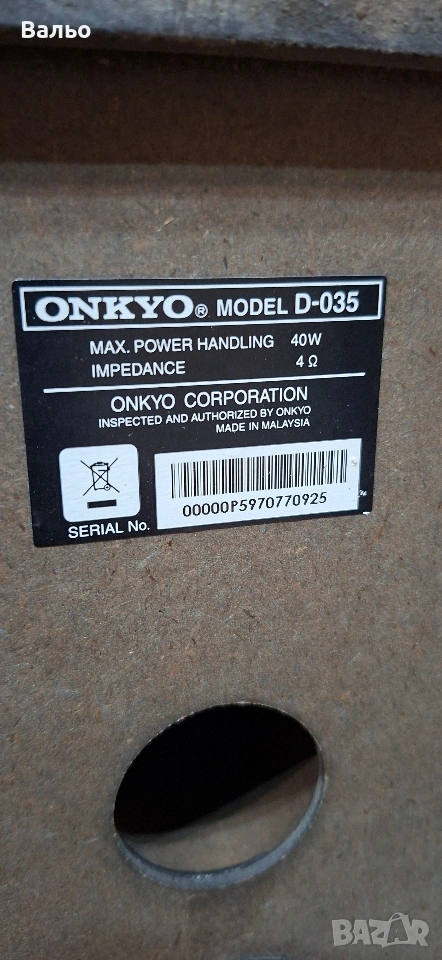 Вальо
ONKYO® MODEL D-035
MAX. POWER HANDLING 40W
IMPEDANCE 4 Ω
ONKYO CORPORATION
INSPECTED AND AUTHORIZED BY ONKYO
MADE IN MALAYSIA
SERIAL No.
00000P5970770925
BAZAR